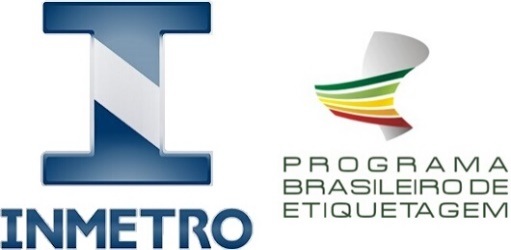 INMETRO
PROGRAMA
BRASILEIRO DE
ETIQUETAGEM